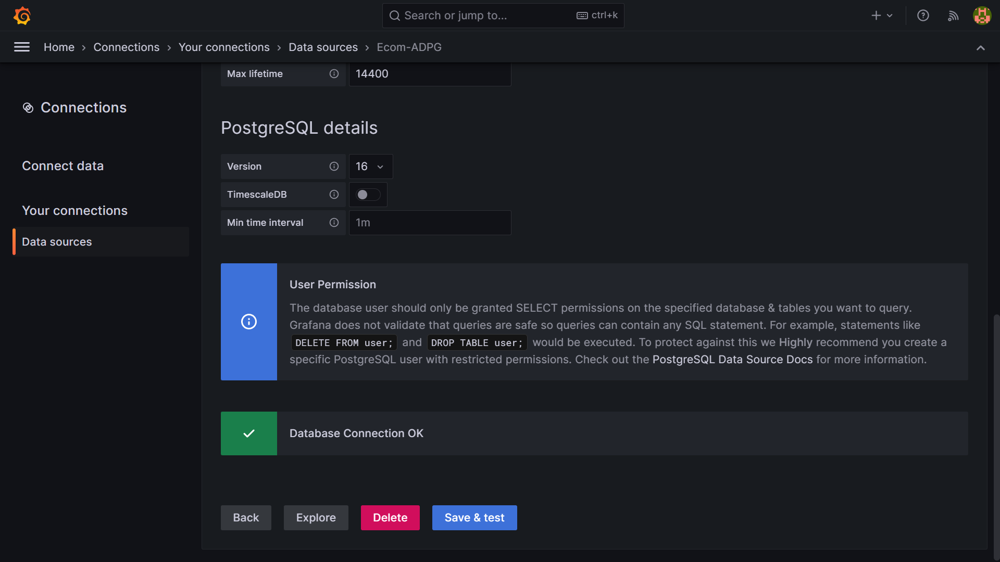 Search or jump to...
ctrl+k
Home › Connections › Your connections › Data sources › Ecom-ADPG
Connections
Connect data
Your connections
Data sources
Max lifetime
14400
PostgreSQL details
Version
16
TimescaleDB
Min time interval
1m
User Permission
The database user should only be granted SELECT permissions on the specified database & tables you want to query.
Grafana does not validate that queries are safe so queries can contain any SQL statement. For example, statements like
DELETE FROM user; and DROP TABLE user; would be executed. To protect against this we Highly recommend you create a
specific PostgreSQL user with restricted permissions. Check out the PostgreSQL Data Source Docs for more information.
Database Connection OK
Back
Explore
Delete
Save & test